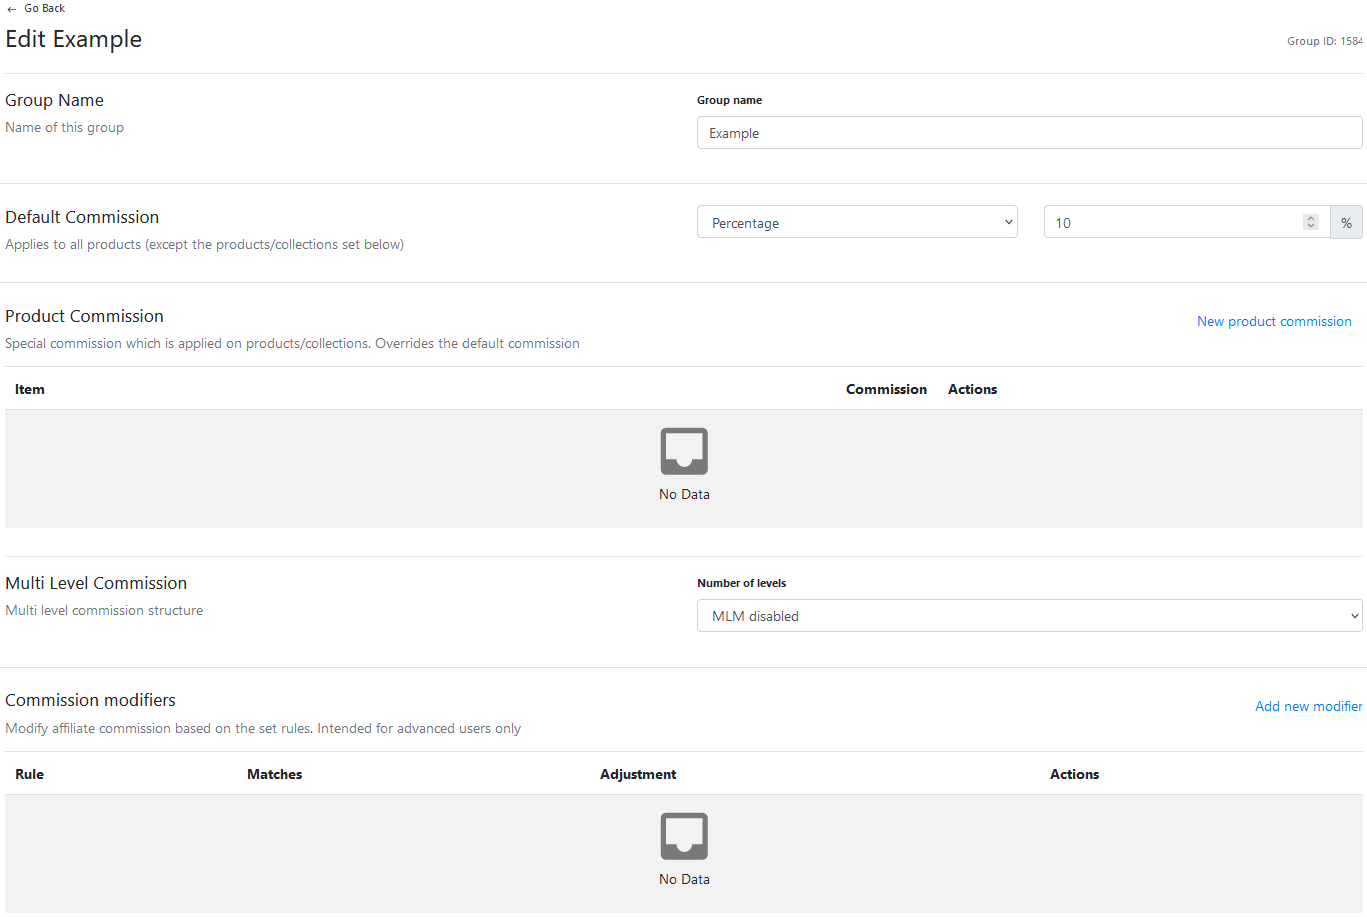 ← Go Back
Edit Example
Group ID: 1584
Group Name
Group name
Name of this group
Example
Default Commission
Percentage
10
%
Applies to all products (except the products/collections set below)
Product Commission
New product commission
Special commission which is applied on products/collections. Overrides the default commission
Item Commission Actions
No Data
Multi Level Commission
Number of levels
Multi level commission structure
MLM disabled
Commission modifiers
Add new modifier
Modify affiliate commission based on the set rules. Intended for advanced users only
Rule Matches Adjustment Actions
No Data